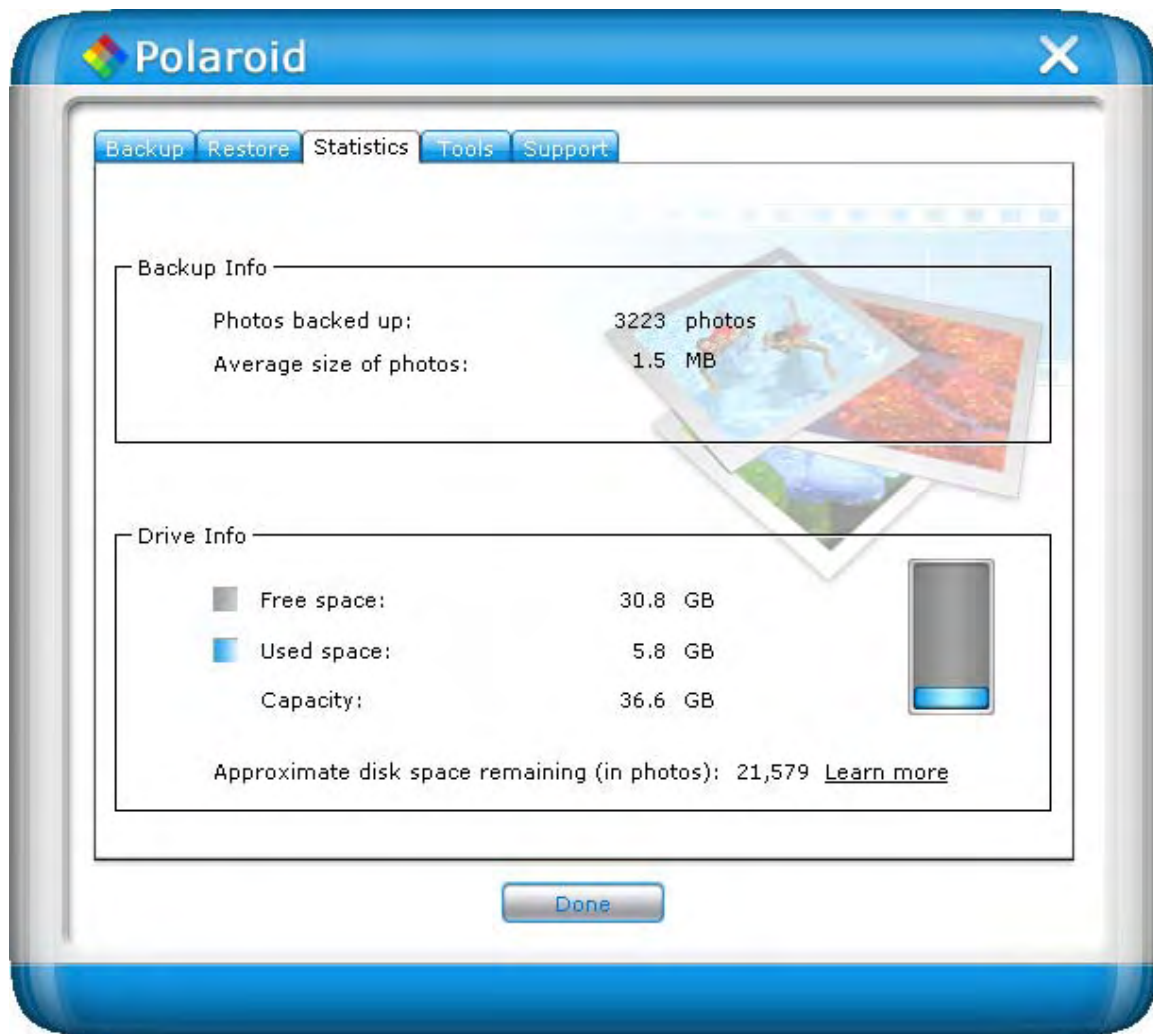 Polaroid
Backup Restore Statistics Tools Support
Backup Info
Photos backed up: 3223 photos
Average size of photos: 1.5 MB
Drive Info
Free space: 30.8 GB
Used space: 5.8 GB
Capacity: 36.6 GB
Approximate disk space remaining (in photos): 21,579 Learn more
Done